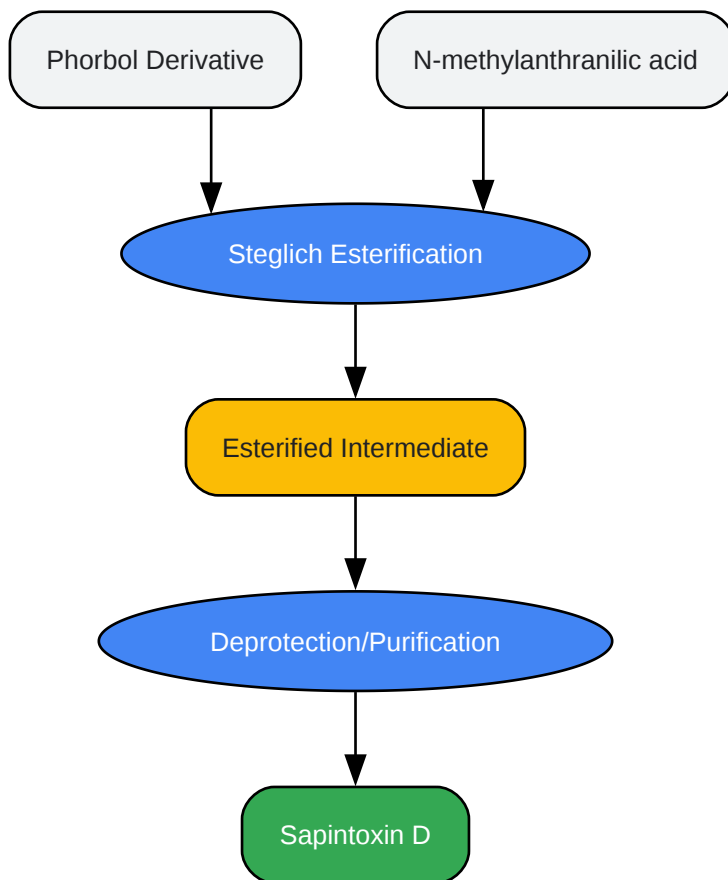 Phorbol Derivative
N-methylanthranilic acid
Steglich Esterification
Esterified Intermediate
Deprotection/Purification
Sapintoxin D